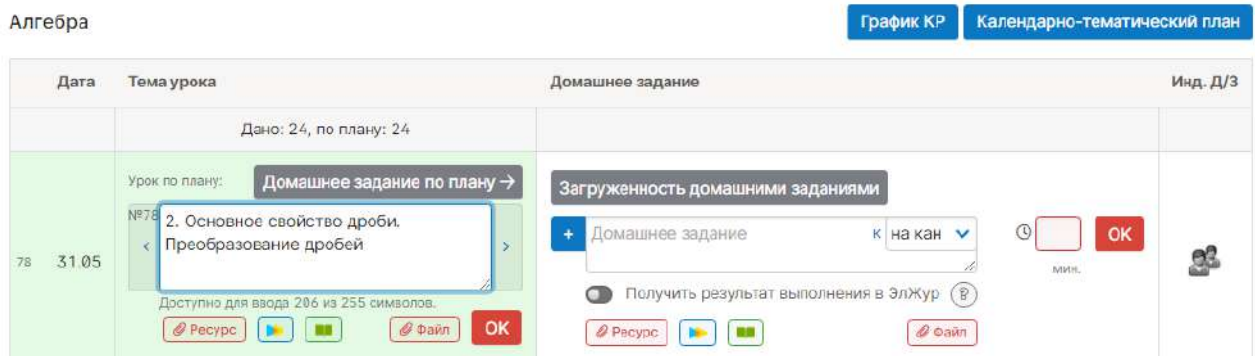 Алгебра
График КР
Календарно-тематический план
Дата
Тема урока
Домашнее задание
Инд. Д/З
Дано: 24, по плану: 24
Урок по плану:
Домашнее задание по плану →
Загруженность домашними заданиями
№78
2. Основное свойство дроби.
Преобразование дробей
<
>
+
Домашнее задание
К
на кан
OK
78
31.05
мин.
Доступно для ввода 206 из 255 символов.
Получить результат выполнения в ЭлЖур
?
Ресурс
Файл
OK
Ресурс
Файл